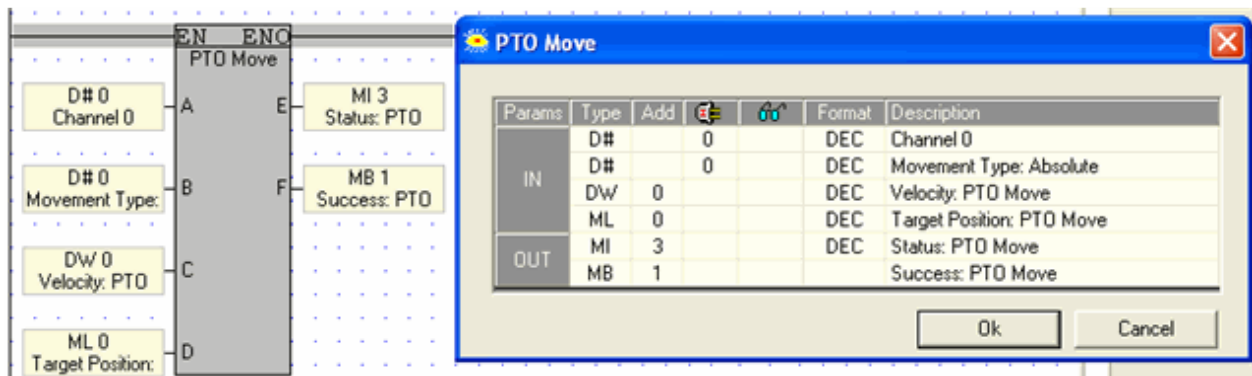 EN ENO
PTO Move
D# 0
Channel 0
A
E
MI 3
Status: PTO
D# 0
Movement Type:
B
F
MB 1
Success: PTO
DW 0
Velocity: PTO
C
ML 0
Target Position:
D
PTO Move
Params Type Add Format Description
IN
D# 0 DEC Channel 0
D# 0 DEC Movement Type: Absolute
DW 0 DEC Velocity: PTO Move
ML 0 DEC Target Position: PTO Move
OUT
MI 3 DEC Status: PTO Move
MB 1 Success: PTO Move
Ok Cancel